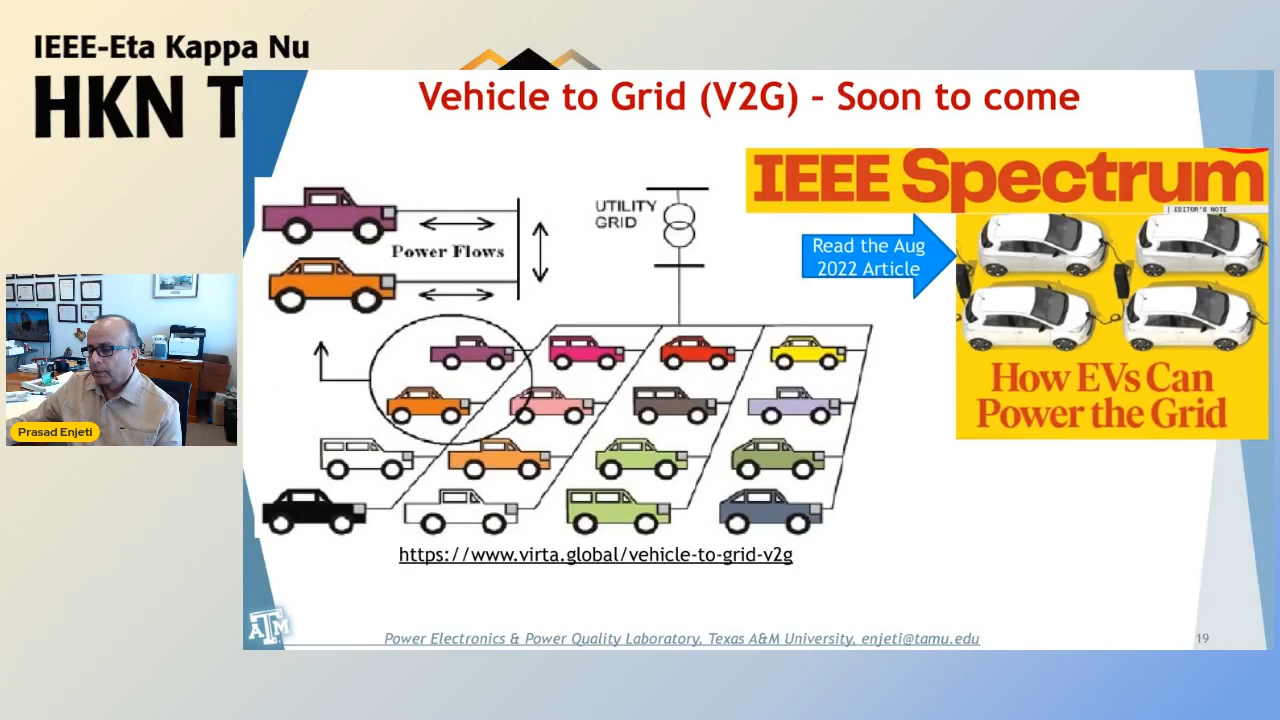 IEEE-Eta Kappa Nu
HKN T
Vehicle to Grid (V2G) - Soon to come
IEEE Spectrum
EDITOR'S NOTE
UTILITY
GRID
Power Flows
Read the Aug
2022 Article
How EVs Can
Power the Grid
Prasad Enjeti
https://www.virta.global/vehicle-to-grid-v2g
ATM
Power Electronics & Power Quality Laboratory, Texas A&M University, enjeti@tamu.edu
19